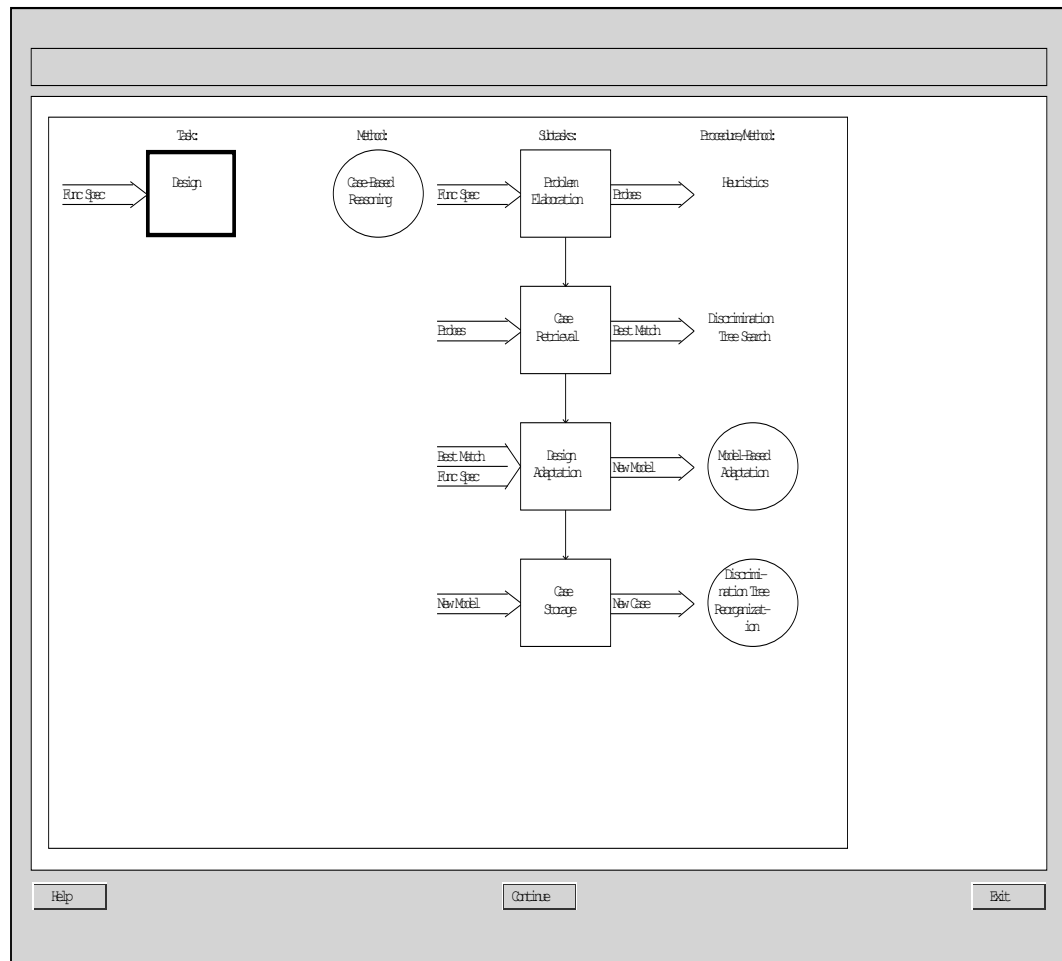 Task: Method: Subtasks: Procedure/Method:
Func Spec
Design
Case-Based
Reasoning
Func Spec
Problem
Elaboration
Probes
Heuristics
Probes
Case
Retrieval
Best Match
Discrimination
Tree Search
Best Match
Func Spec
Design
Adaptation
New Model
Model-Based
Adaptation
New Model
Case
Storage
New Case
Discrimi-
nation Tree
Reorganizat-
ion
Help Continue Exit